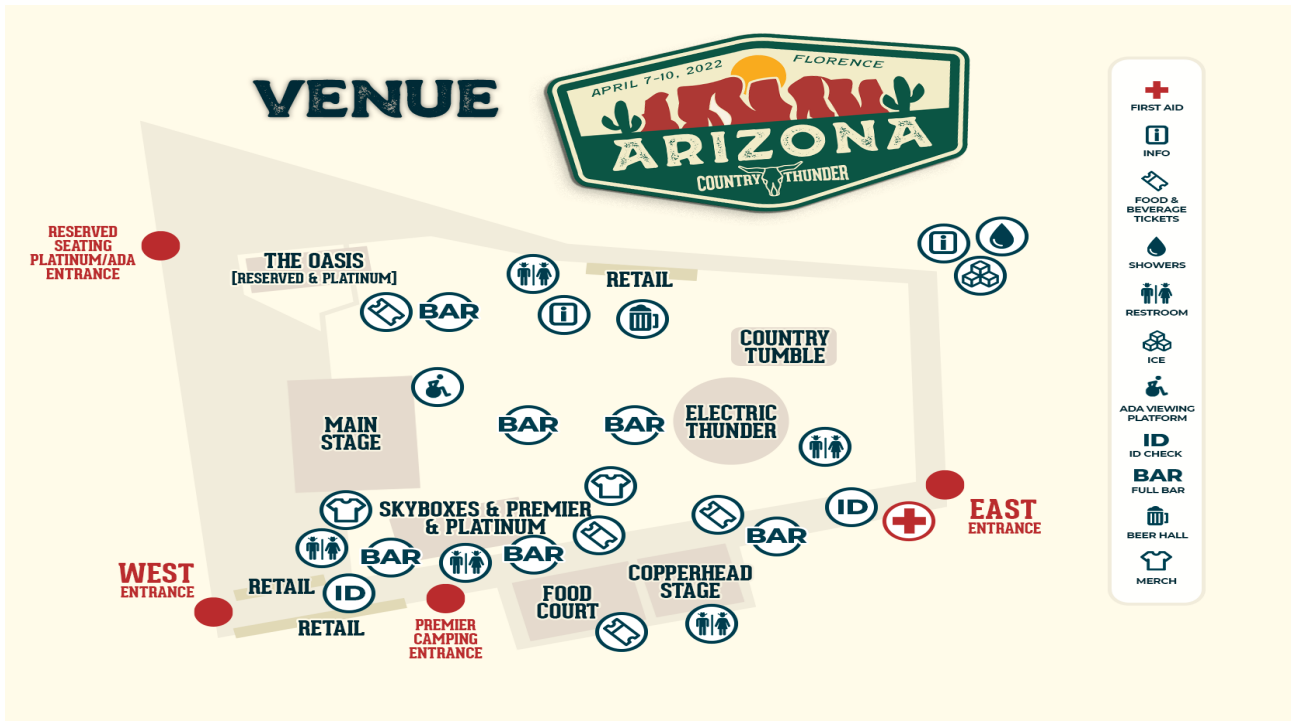 VENUE
APRIL 7-10, 2022
FLORENCE
ARIZONA
COUNTRY THUNDER
RESERVED
SEATING
PLATINUM/ADA
ENTRANCE
THE OASIS
[RESERVED & PLATINUM]
BAR
RETAIL
COUNTRY
TUMBLE
MAIN
STAGE
BAR
BAR
ELECTRIC
THUNDER
SKYBOXES & PREMIER
& PLATINUM
BAR
BAR
BAR
ID
EAST
ENTRANCE
WEST
ENTRANCE
RETAIL
ID
RETAIL
PREMIER
CAMPING
ENTRANCE
FOOD
COURT
COPPERHEAD
STAGE
FIRST AID
INFO
FOOD &
BEVERAGE
TICKETS
SHOWERS
RESTROOM
ICE
ADA VIEWING
PLATFORM
ID
ID CHECK
BAR
FULL BAR
BEER HALL
MERCH